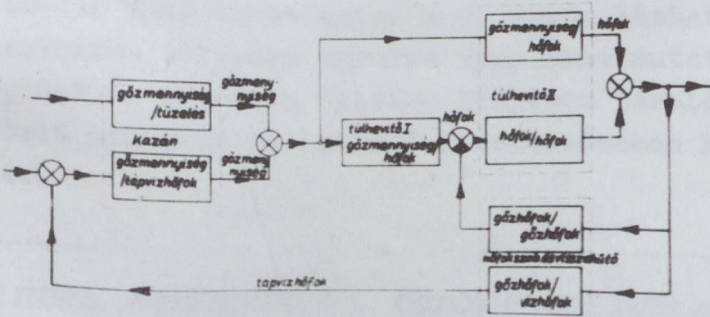 gőzmennyiség/
hőfok
hőfok
gőzmeny-
nyiség
gőzmennyiség
/tüzelés
Kazán
gőzmennyiség
/tápvízhőfok
gőzmeny
nyiség
túlhevítő I
gőzmennyiség/
hőfok
hőfok
túlhevítő II
hőfok/hőfok
gőzhőfok/
gőzhőfok
gőzhőfok/
vízhőfok
tápvízhőfok